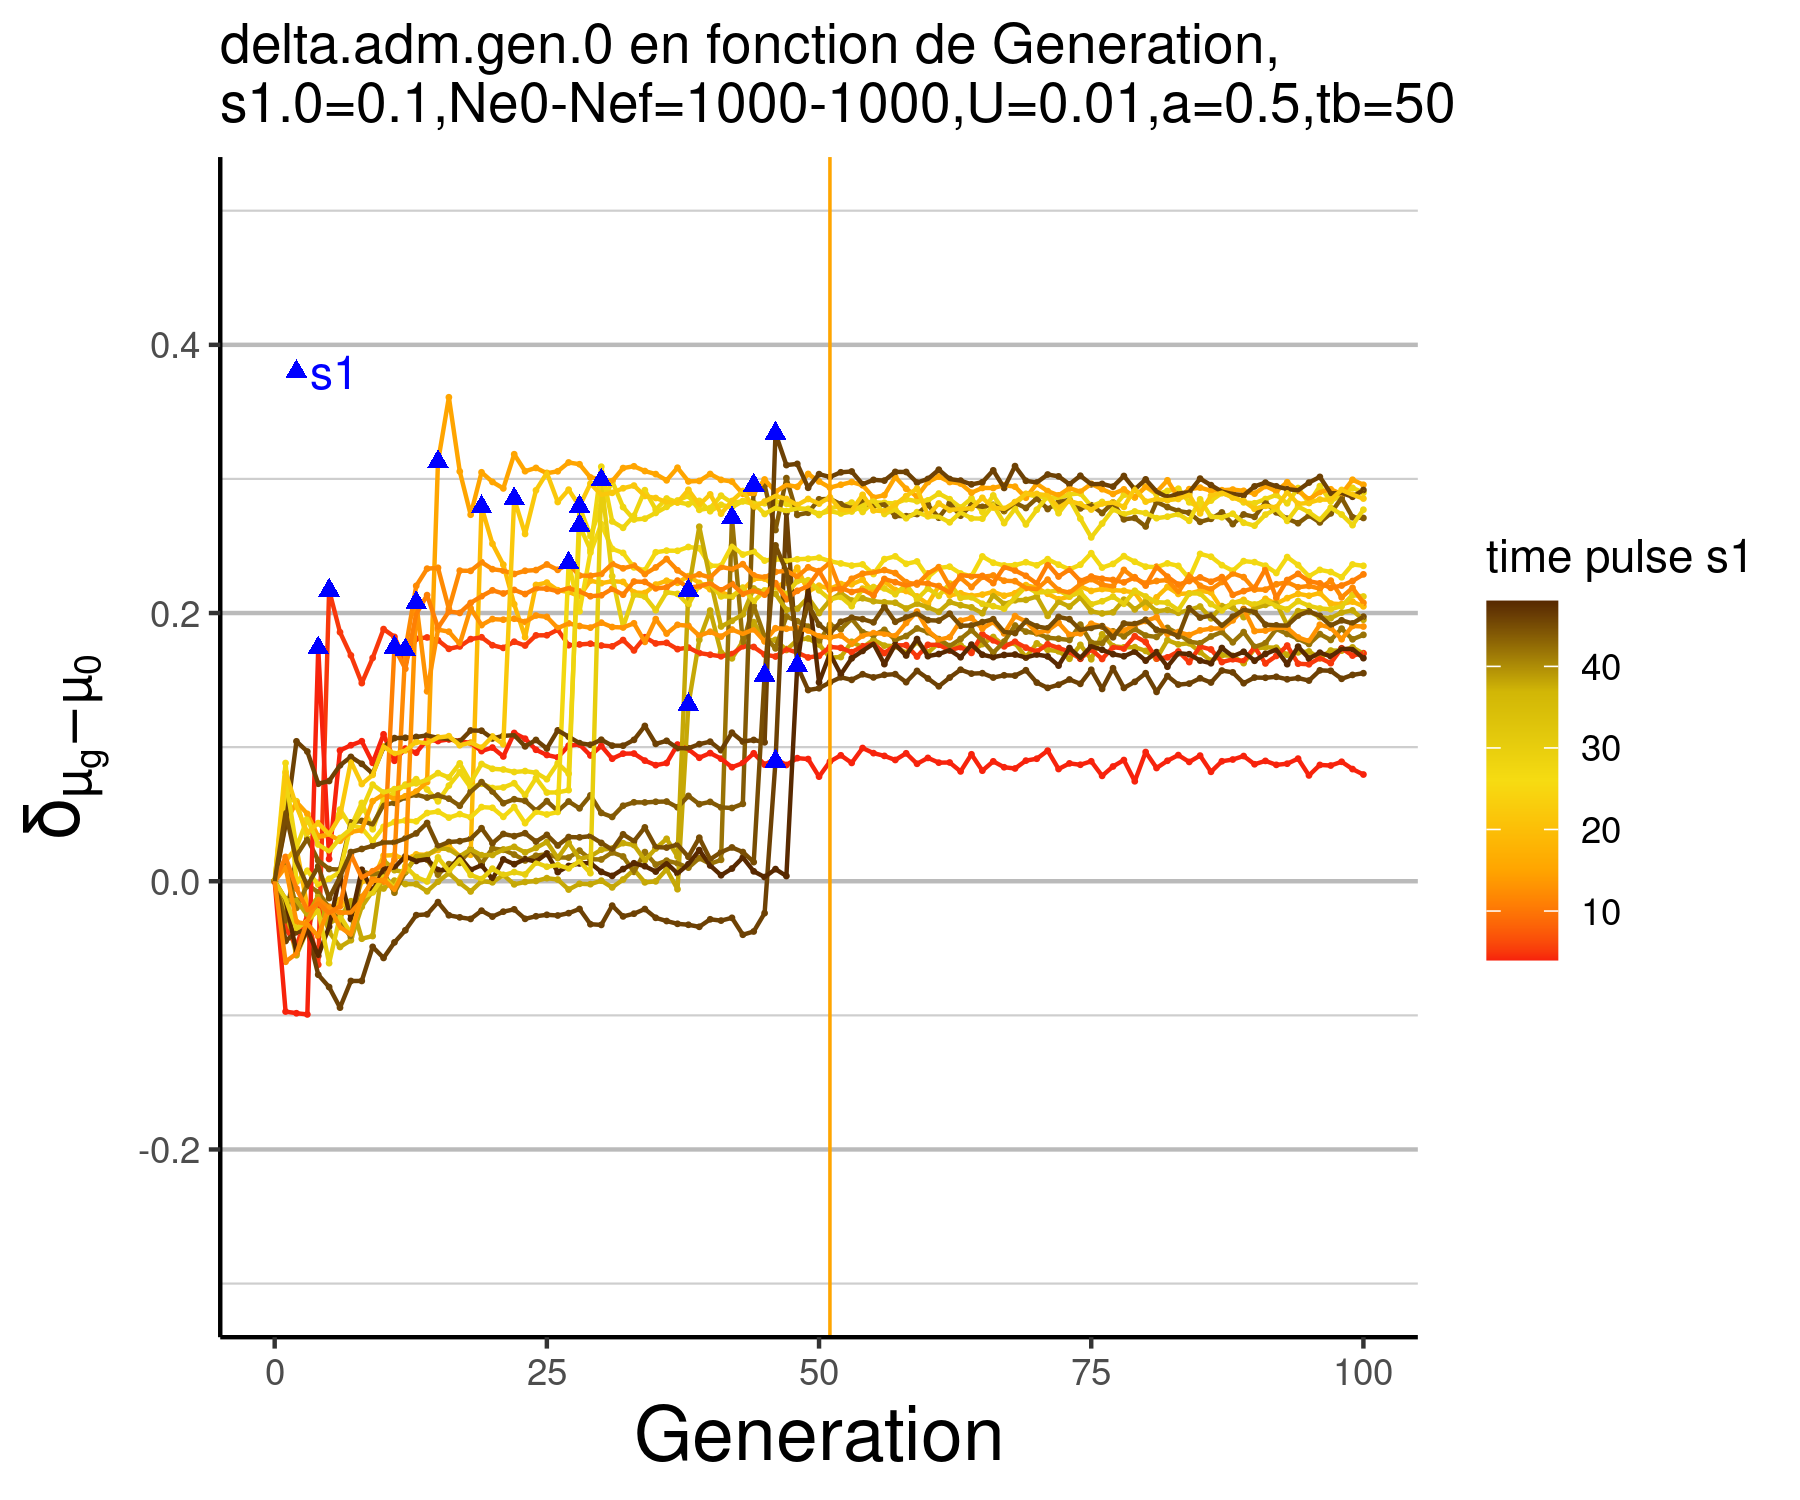 delta.adm.gen.0 en fonction de Generation,
s1.0=0.1,Ne0-Nef=1000-1000,U=0.01,a=0.5,tb=50
s1
0.4
0.2
0.0
-0.2
δμg−μ0
0 25 50 75 100
Generation
time pulse s1
40
30
20
10